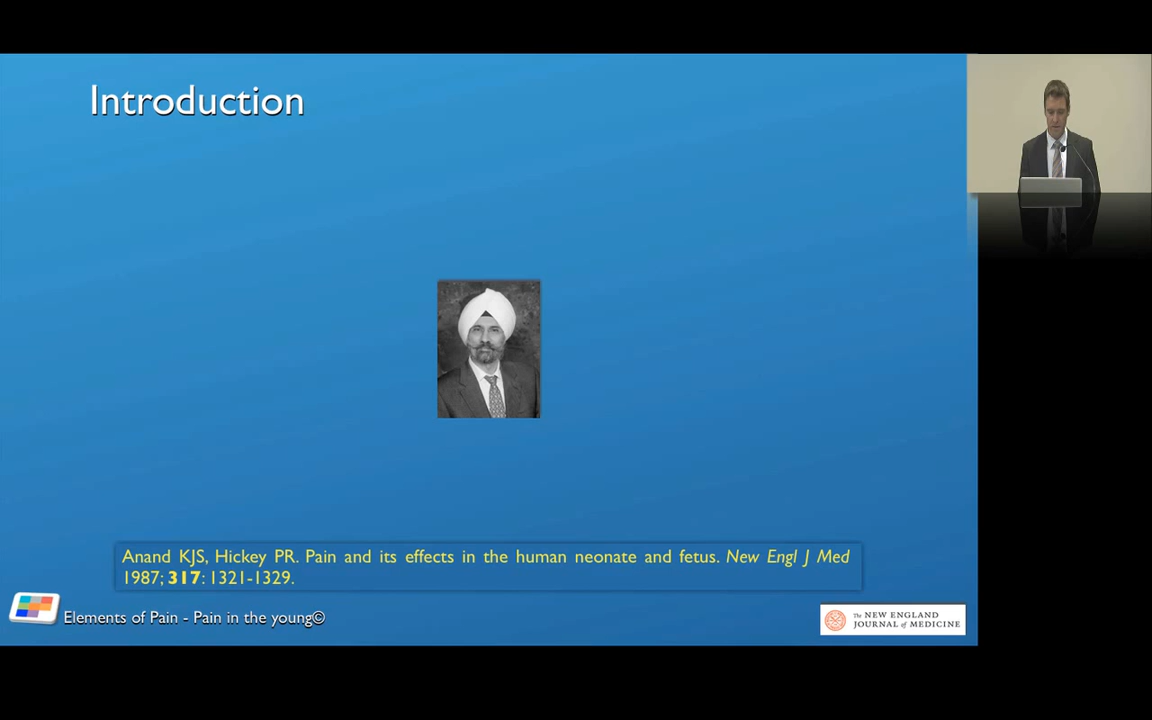 Introduction
Anand KJS, Hickey PR. Pain and its effects in the human neonate and fetus. New Engl J Med
1987; 317: 1321-1329.
Elements of Pain - Pain in the young©
The NEW ENGLAND
JOURNAL of MEDICINE